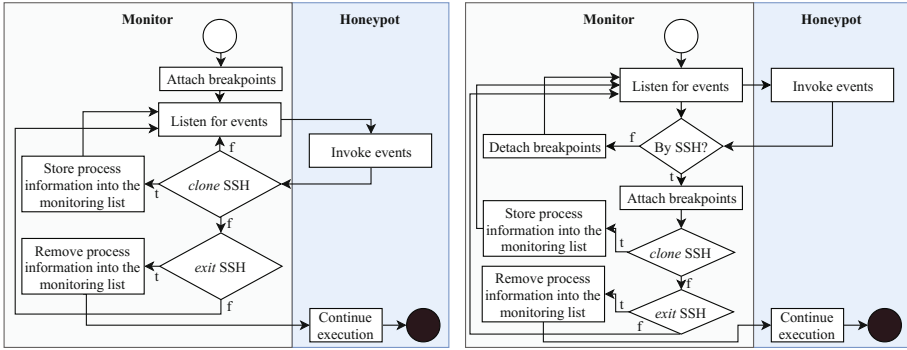 Monitor
Honeypot
Attach breakpoints
Listen for events
Invoke events
f
Store process
information into the
monitoring list
t
clone SSH
f
Remove process
information into the
monitoring list
t
exit SSH
f
Continue
execution
Monitor
Honeypot
Listen for events
Invoke events
Detach breakpoints
f
By SSH?
t
Attach breakpoints
Store process
information into the
monitoring list
t
clone SSH
f
Remove process
information into the
monitoring list
t
exit SSH
f
Continue
execution